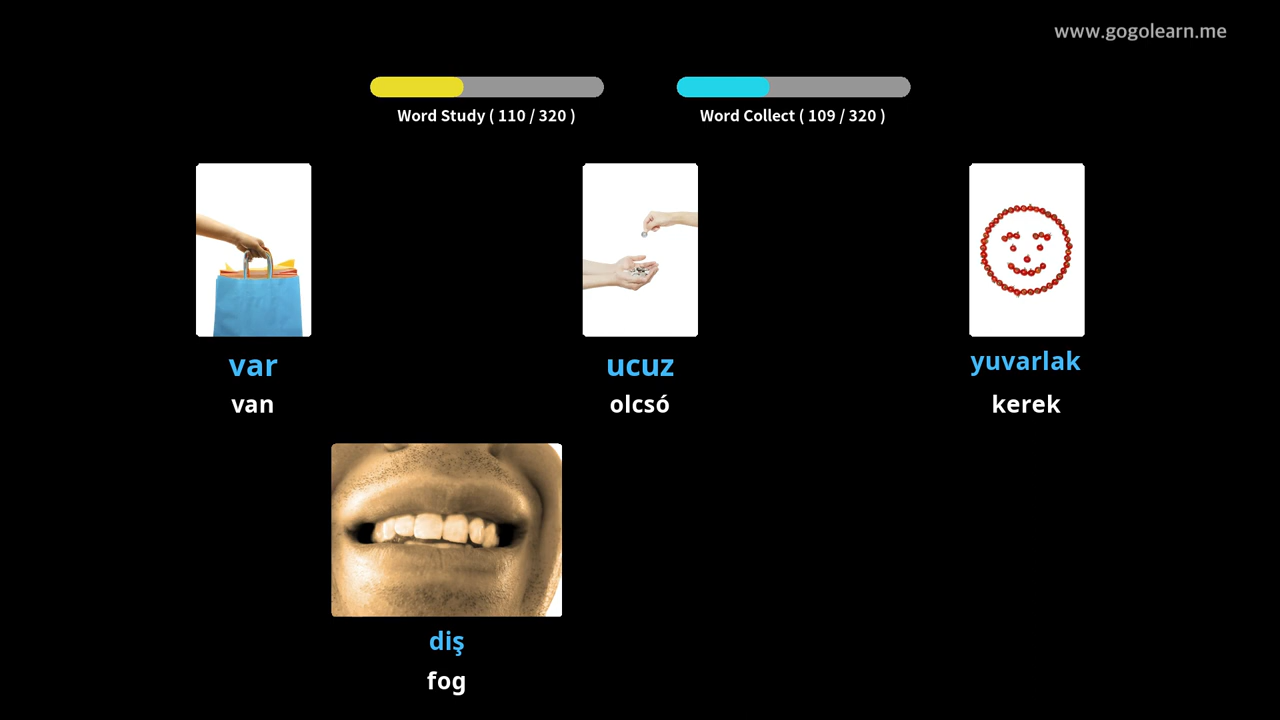 www.gogolearn.me
Word Study ( 110 / 320 )
Word Collect ( 109 / 320 )
var
van
ucuz
olcsó
yuvarlak
kerek
diş
fog